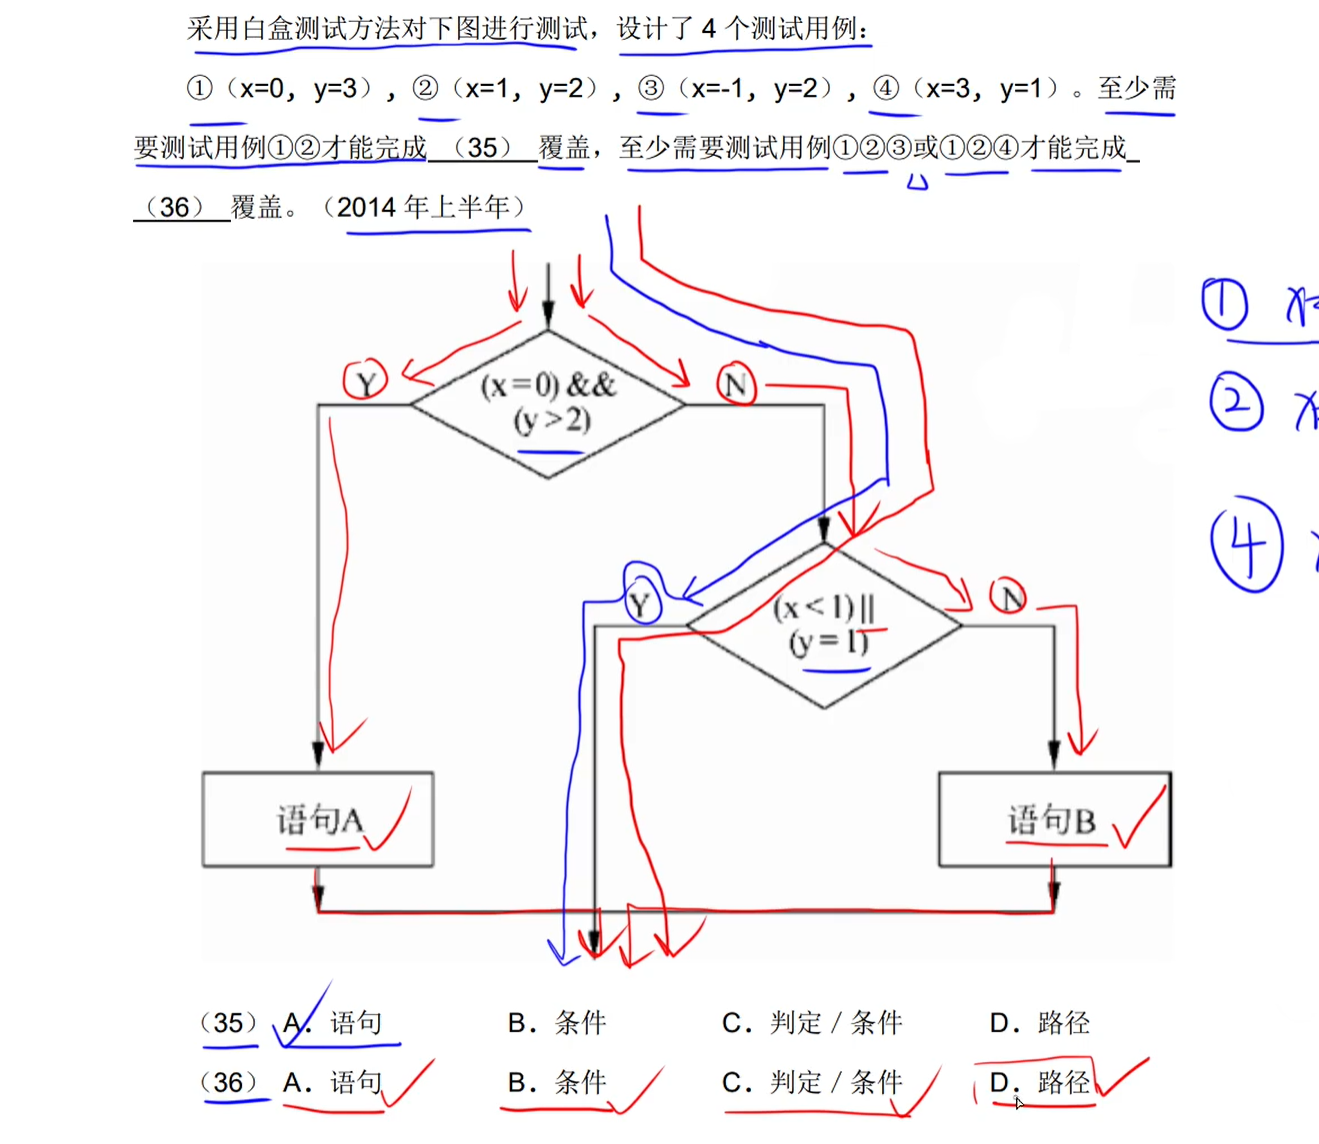 采用白盒测试方法对下图进行测试，设计了 4 个测试用例：
①（x=0，y=3），②（x=1，y=2），③（x=-1，y=2），④（x=3，y=1）。至少需
要测试用例①②才能完成 （35） 覆盖，至少需要测试用例①②③或①②④才能完成
（36） 覆盖。（2014 年上半年）
① x=
Y
(x=0) &&
(y>2)
N
②
④
Y
(x<1) ||
(y=1)
N
语句A
语句B
（35） A．语句 B．条件 C．判定 / 条件 D．路径
（36） A．语句 B．条件 C．判定 / 条件 D．路径